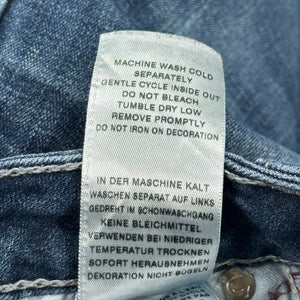 MACHINE WASH COLD
SEPARATELY
GENTLE CYCLE INSIDE OUT
DO NOT BLEACH
TUMBLE DRY LOW
REMOVE PROMPTLY
DO NOT IRON ON DECORATION
IN DER MASCHINE KALT
WASCHEN SEPARAT AUF LINKS
GEDREHT IM SCHONWASCHGANG
KEINE BLEICHMITTEL
VERWENDEN BEI NIEDRIGER
TEMPERATUR TROCKNEN
SOFORT HERAUSNEHMEN
DEKORATION NICHT BÜGELN